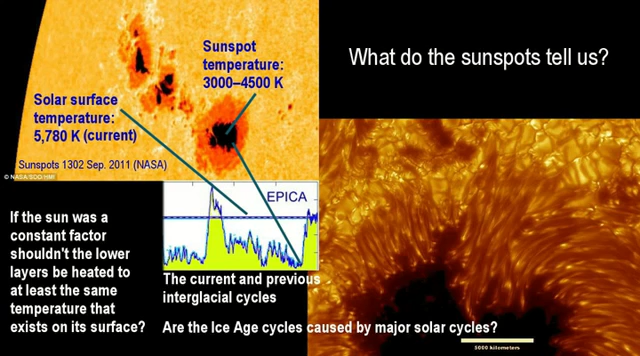 What do the sunspots tell us?
Sunspot
temperature:
3000–4500 K
Solar surface
temperature:
5,780 K (current)
Sunspots 1302 Sep. 2011 (NASA)
© NASA/SDO/HMI
EPICA
If the sun was a
constant factor
shouldn't the lower
layers be heated to
at least the same
temperature that
exists on its surface?
The current and previous
interglacial cycles
Are the Ice Age cycles caused by major solar cycles?
5000 kilometers